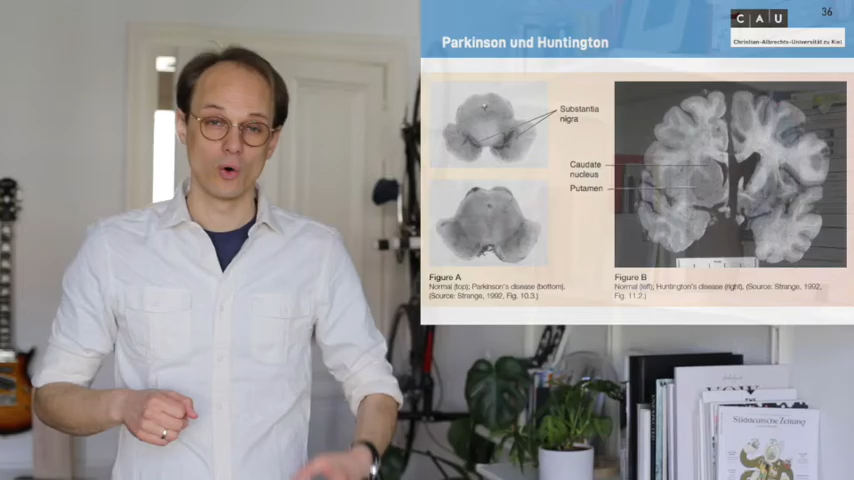 36
CAU
Christian-Albrechts-Universität zu Kiel
Parkinson und Huntington
Substantia
nigra
Caudate
nucleus
Putamen
Figure A
Normal (top); Parkinson's disease (bottom).
(Source: Strange, 1992, Fig. 10.3.)
Figure B
Normal (left); Huntington's disease (right). (Source: Strange, 1992,
Fig. 11.2.)
Süddeutsche Zeitung